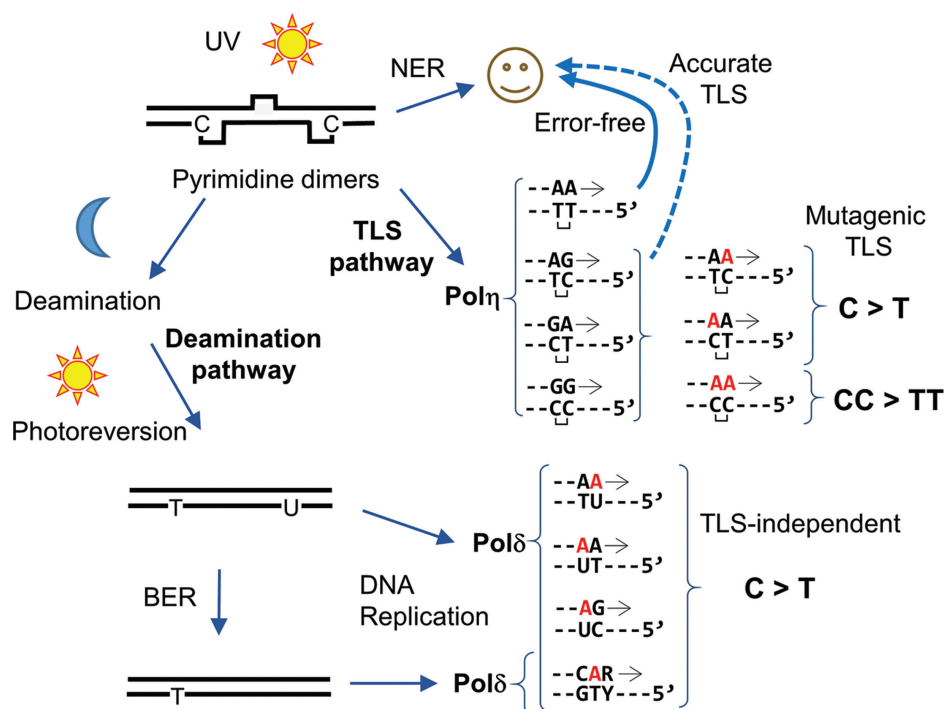 UV
NER
Accurate
TLS
Error-free
C
C
Pyrimidine dimers
TLS
pathway
Polη
--AA→
--TT----5’
--AG→
--TC----5’
--GA→
--CT----5’
--GG→
--CC----5’
Mutagenic
TLS
--AA→
--TC----5’
--AA→
--CT----5’
C > T
--AA→
--CC----5’
CC > TT
Deamination
Deamination
pathway
Photoreversion
T
U
BER
T
DNA
Replication
Polδ
--AA→
--TU----5’
--AA→
--UT----5’
--AG→
--UC---5’
Polδ
--CAR→
--GTY---5’
TLS-independent
C > T